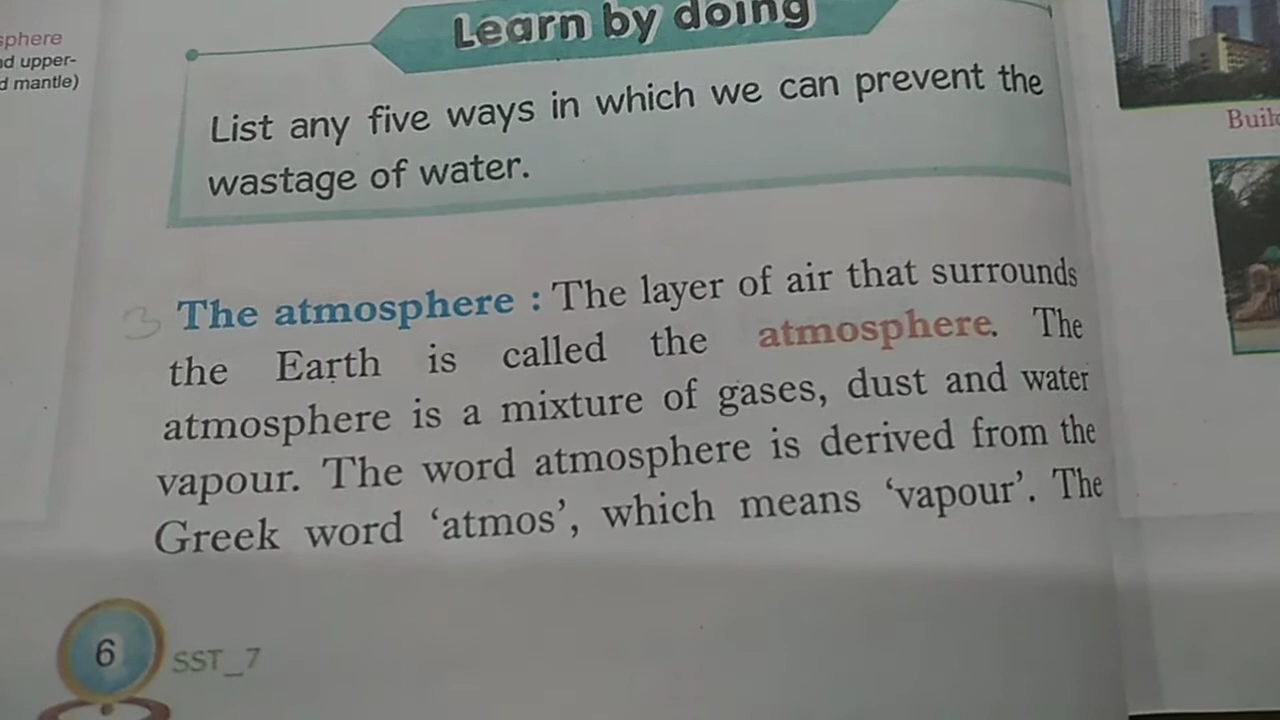 sphere
nd upper-
d mantle)
Learn by doing
List any five ways in which we can prevent the
wastage of water.
3 The atmosphere : The layer of air that surrounds
the Earth is called the atmosphere. The
atmosphere is a mixture of gases, dust and water
vapour. The word atmosphere is derived from the
Greek word ‘atmos’, which means ‘vapour’. The
6 SST_7